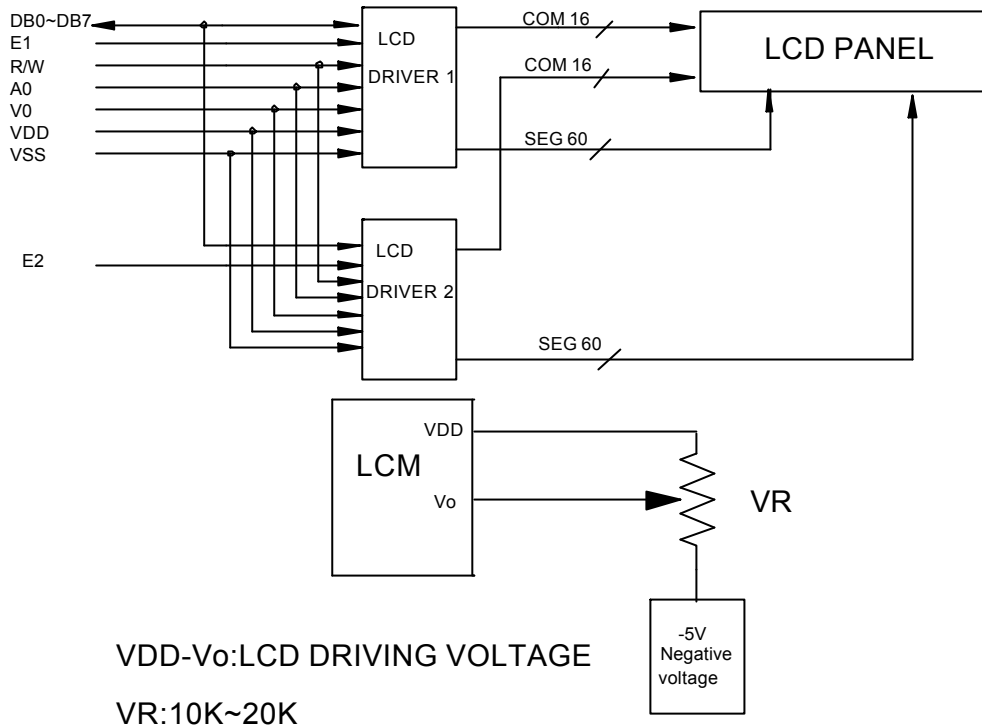 DB0~DB7
E1
R/W
A0
V0
VDD
VSS
E2
LCD
DRIVER 1
LCD
DRIVER 2
COM 16
COM 16
SEG 60
SEG 60
LCD PANEL
LCM
VDD
Vo
VR
-5V
Negative
voltage
VDD-Vo:LCD DRIVING VOLTAGE
VR:10K~20K